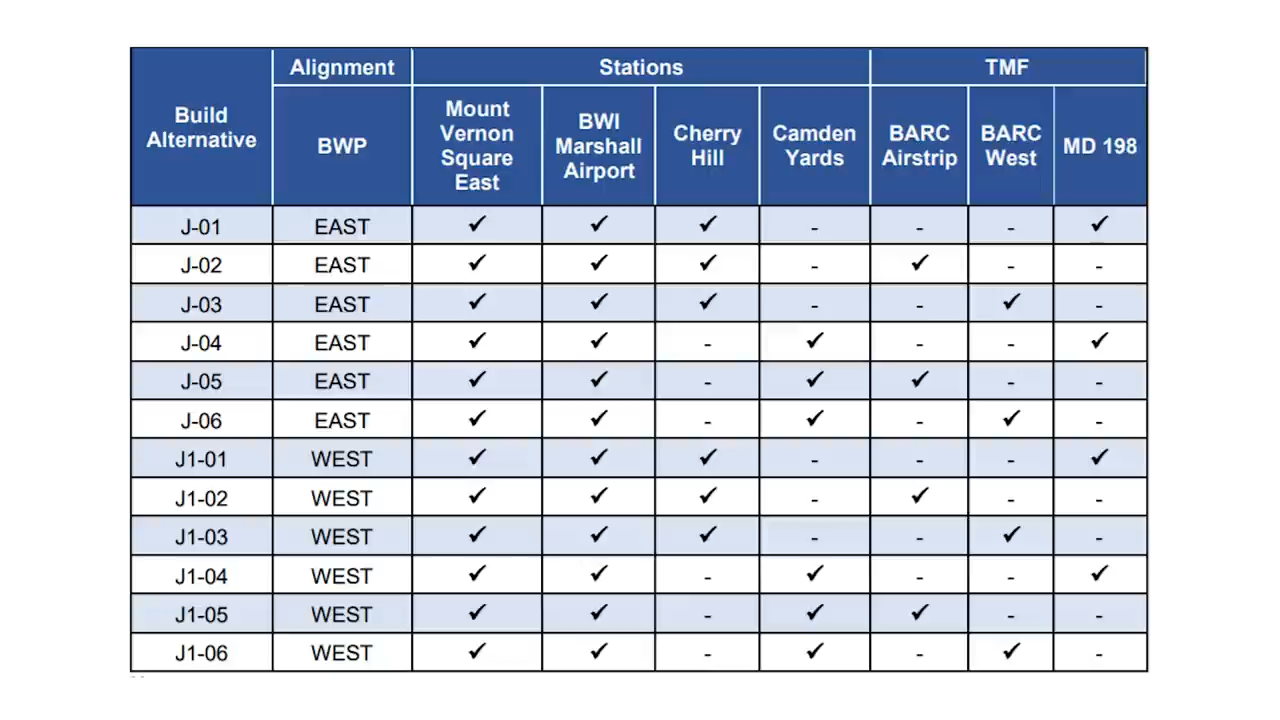 Build Alternative Alignment Stations TMF
BWP Mount Vernon Square East BWI Marshall Airport Cherry Hill Camden Yards BARC Airstrip BARC West MD 198
J-01 EAST ✓ ✓ ✓ - - - ✓
J-02 EAST ✓ ✓ ✓ - ✓ - -
J-03 EAST ✓ ✓ ✓ - - ✓ -
J-04 EAST ✓ ✓ - ✓ - - ✓
J-05 EAST ✓ ✓ - ✓ ✓ - -
J-06 EAST ✓ ✓ - ✓ - ✓ -
J1-01 WEST ✓ ✓ ✓ - - - ✓
J1-02 WEST ✓ ✓ ✓ - ✓ - -
J1-03 WEST ✓ ✓ ✓ - - ✓ -
J1-04 WEST ✓ ✓ - ✓ - - ✓
J1-05 WEST ✓ ✓ - ✓ ✓ - -
J1-06 WEST ✓ ✓ - ✓ - ✓ -